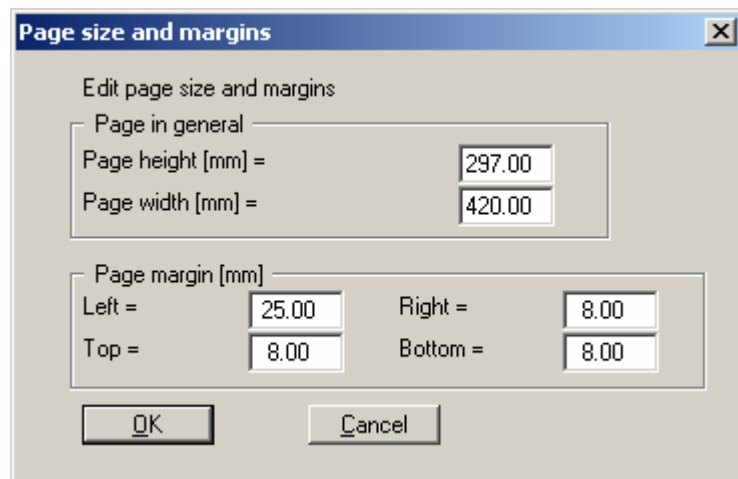 Page size and margins
Edit page size and margins
Page in general
Page height [mm] = 297.00
Page width [mm] = 420.00
Page margin [mm]
Left = 25.00 Right = 8.00
Top = 8.00 Bottom = 8.00
OK Cancel